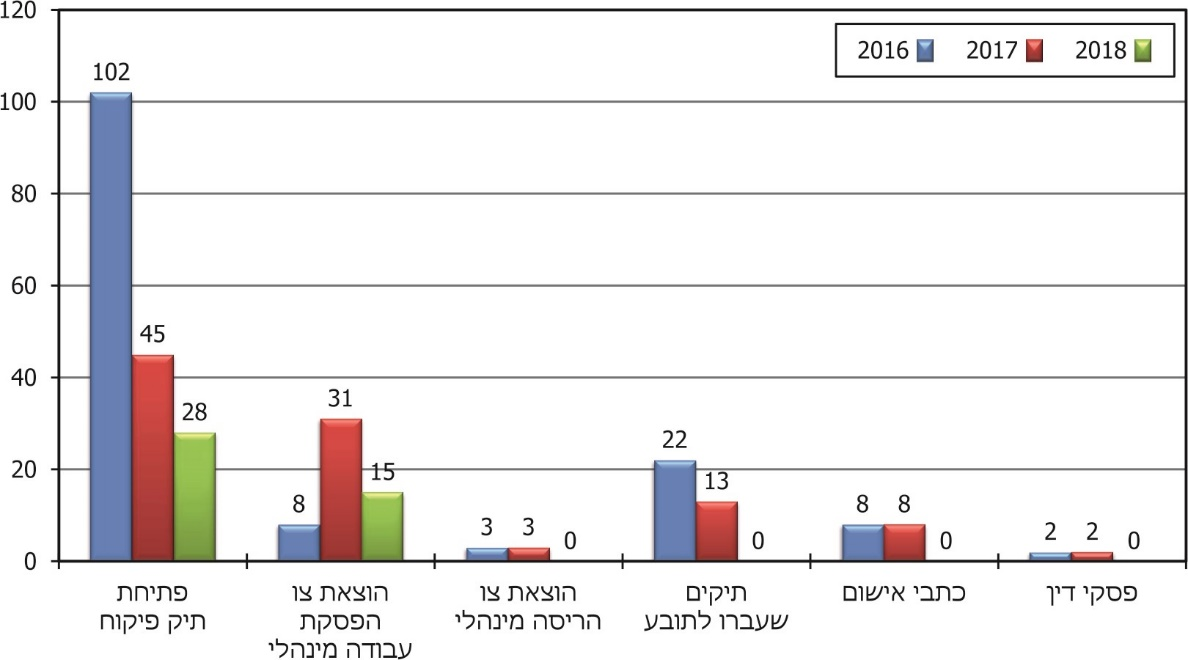 120
2016 2017 2018
102
100
80
60
45
40
31
28
22
20
15
13
8
8 8
3 3 0
0
0
2 2 0
0
פתיחת
תיק פיקוח
הוצאת צו
הפסקת
עבודה מינהלי
הוצאת צו
הריסה מינהלי
תיקים
שעברו לתובע
כתבי אישום
פסקי דין